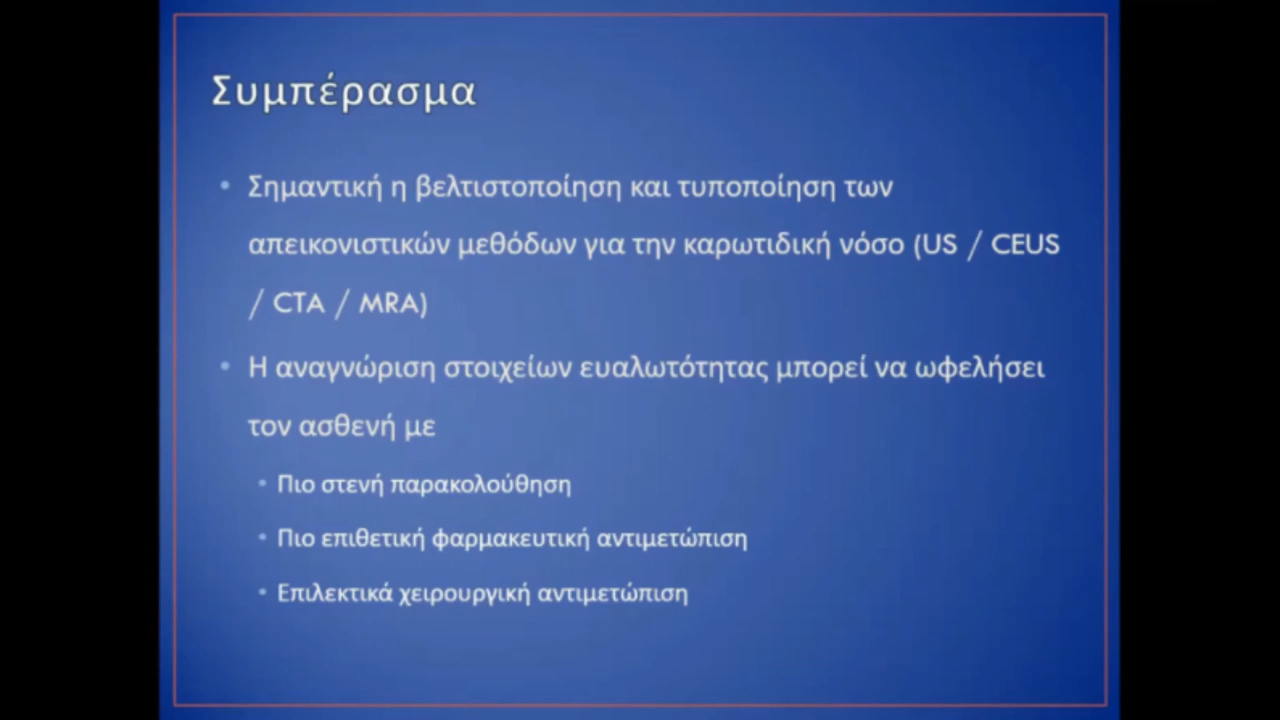 Συμπέρασμα
• Σημαντική η βελτιστοποίηση και τυποποίηση των
απεικονιστικών μεθόδων για την καρωτιδική νόσο (US / CEUS
/ CTA / MRA)
• Η αναγνώριση στοιχείων ευαλωτότητας μπορεί να ωφελήσει
τον ασθενή με
• Πιο στενή παρακολούθηση
• Πιο επιθετική φαρμακευτική αντιμετώπιση
• Επιλεκτικά χειρουργική αντιμετώπιση